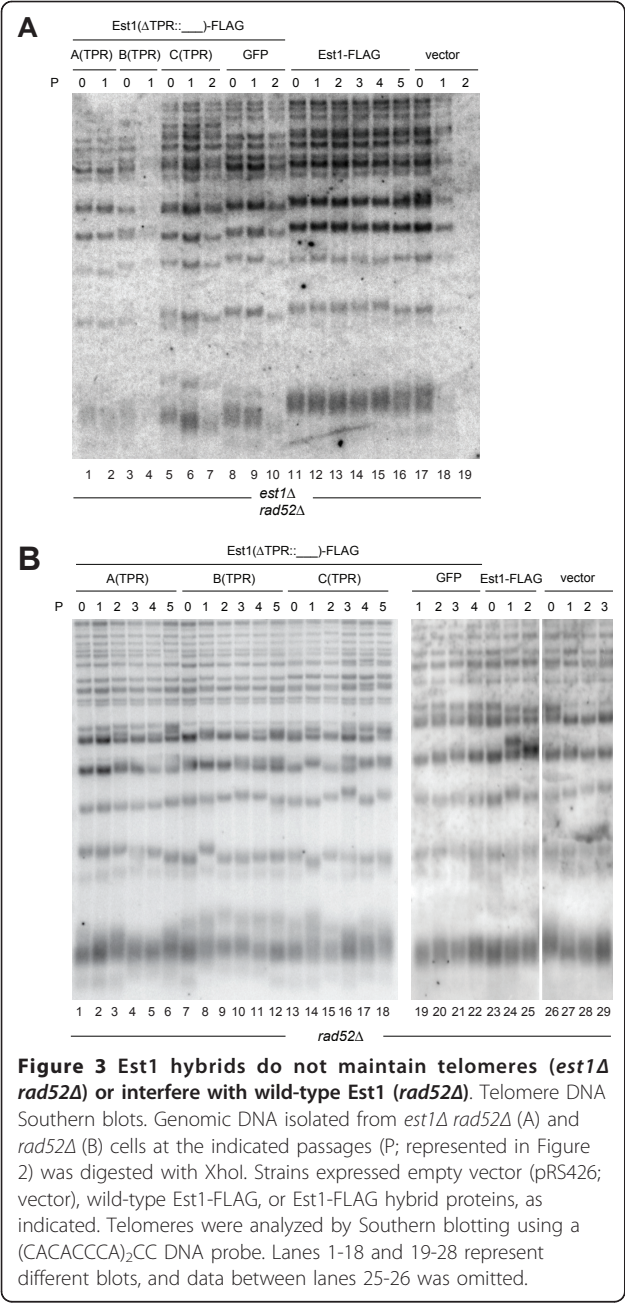 A
Est1(ΔTPR::___)-FLAG
A(TPR) B(TPR) C(TPR) GFP Est1-FLAG vector
P 0 1 0 1 0 1 2 0 1 2 0 1 2 3 4 5 0 1 2
1 2 3 4 5 6 7 8 9 10 11 12 13 14 15 16 17 18 19
est1Δ
rad52Δ
B
Est1(ΔTPR::___)-FLAG
A(TPR) B(TPR) C(TPR) GFP Est1-FLAG vector
P 0 1 2 3 4 5 0 1 2 3 4 5 0 1 2 3 4 5 1 2 3 4 0 1 2 0 1 2 3
1 2 3 4 5 6 7 8 9 10 11 12 13 14 15 16 17 18 19 20 21 22 23 24 25 26 27 28 29
rad52Δ
Figure 3 Est1 hybrids do not maintain telomeres (est1Δ
rad52Δ) or interfere with wild-type Est1 (rad52Δ). Telomere DNA
Southern blots. Genomic DNA isolated from est1Δ rad52Δ (A) and
rad52Δ (B) cells at the indicated passages (P; represented in Figure
2) was digested with XhoI. Strains expressed empty vector (pRS426;
vector), wild-type Est1-FLAG, or Est1-FLAG hybrid proteins, as
indicated. Telomeres were analyzed by Southern blotting using a
(CACACCCA)₂CC DNA probe. Lanes 1-18 and 19-28 represent
different blots, and data between lanes 25-26 was omitted.